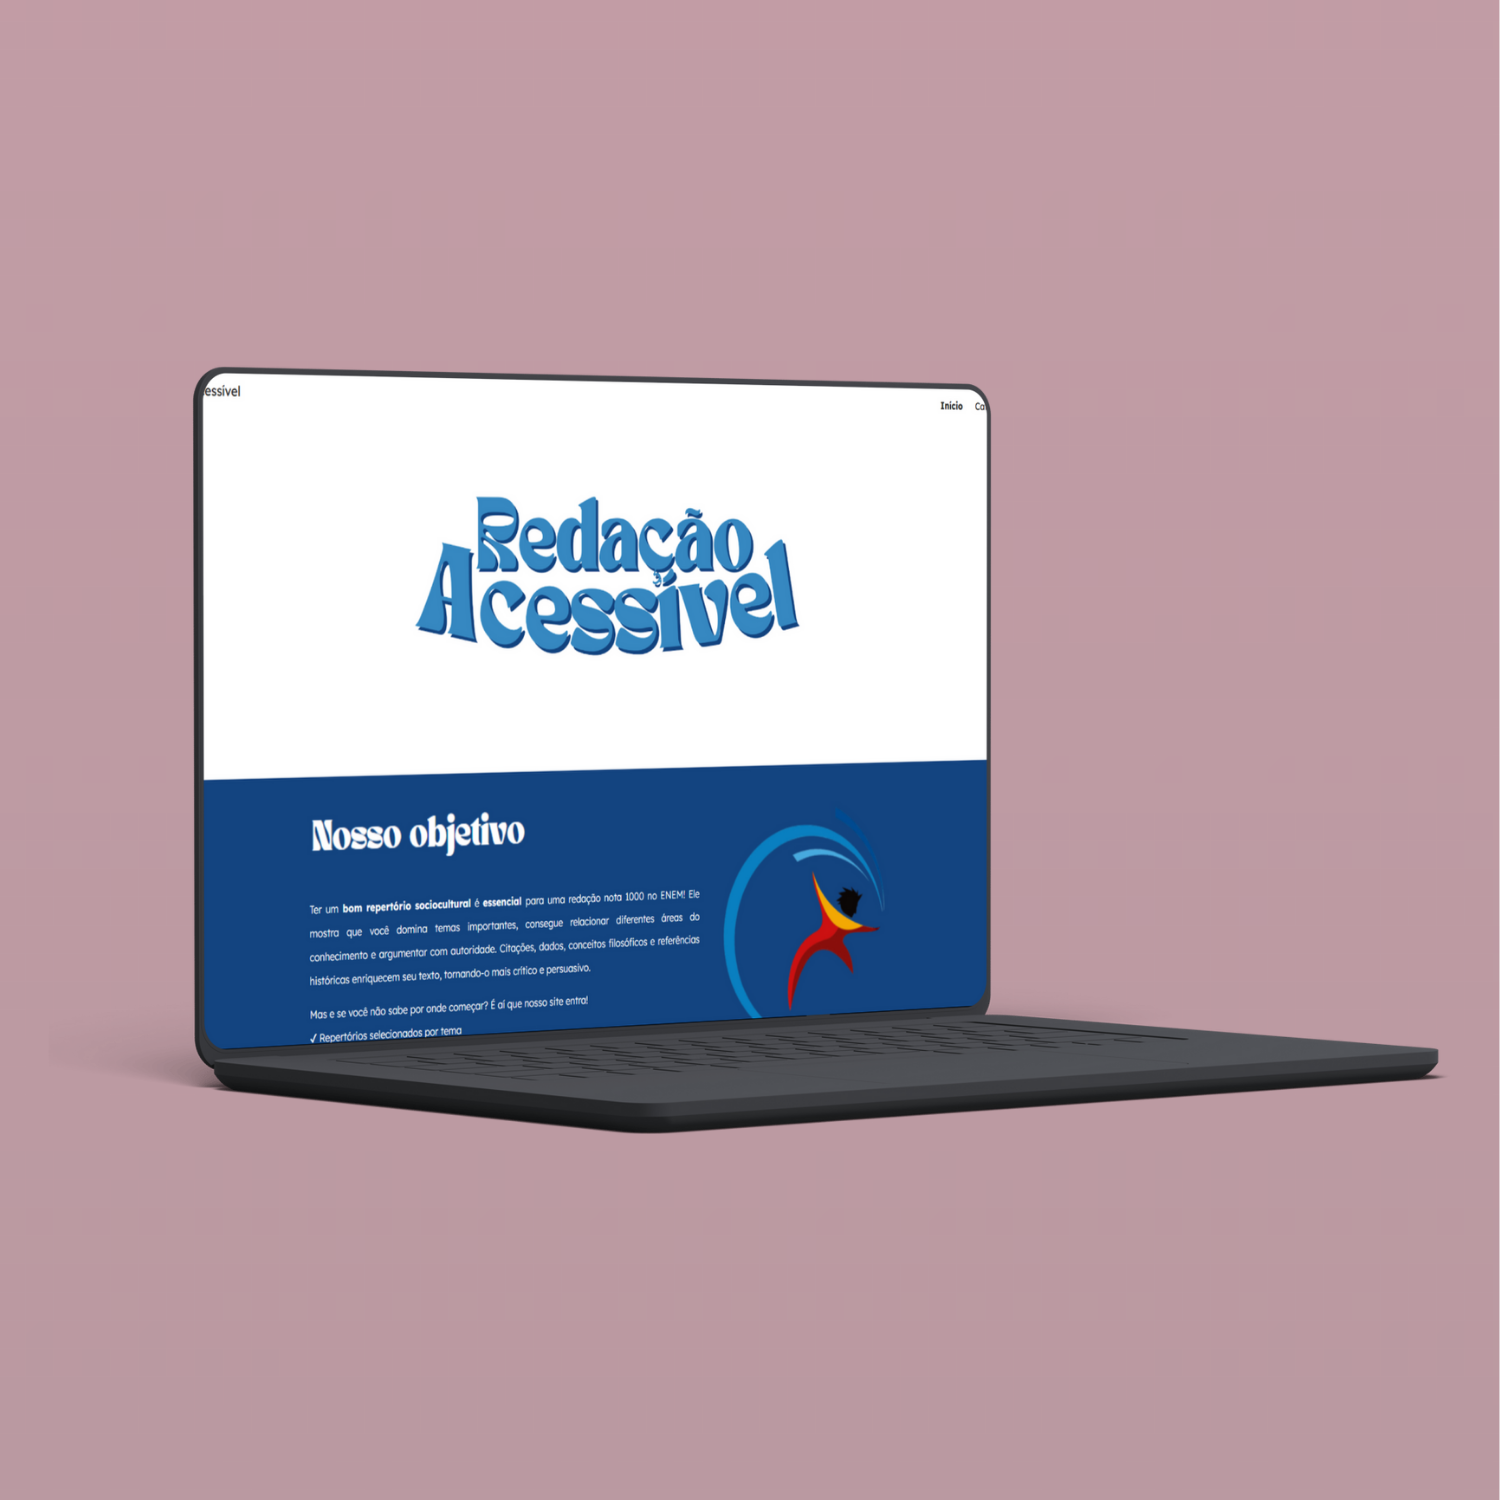 essível
Início Ca
Redação
Acessível
Nosso objetivo
Ter um bom repertório sociocultural é essencial para uma redação nota 1000 no ENEM! Ele
mostra que você domina temas importantes, consegue relacionar diferentes áreas do
conhecimento e argumentar com autoridade. Citações, dados, conceitos filosóficos e referências
históricas enriquecem seu texto, tornando-o mais crítico e persuasivo.
Mas e se você não sabe por onde começar? É aí que nosso site entra!
✓ Repertórios selecionados por tema